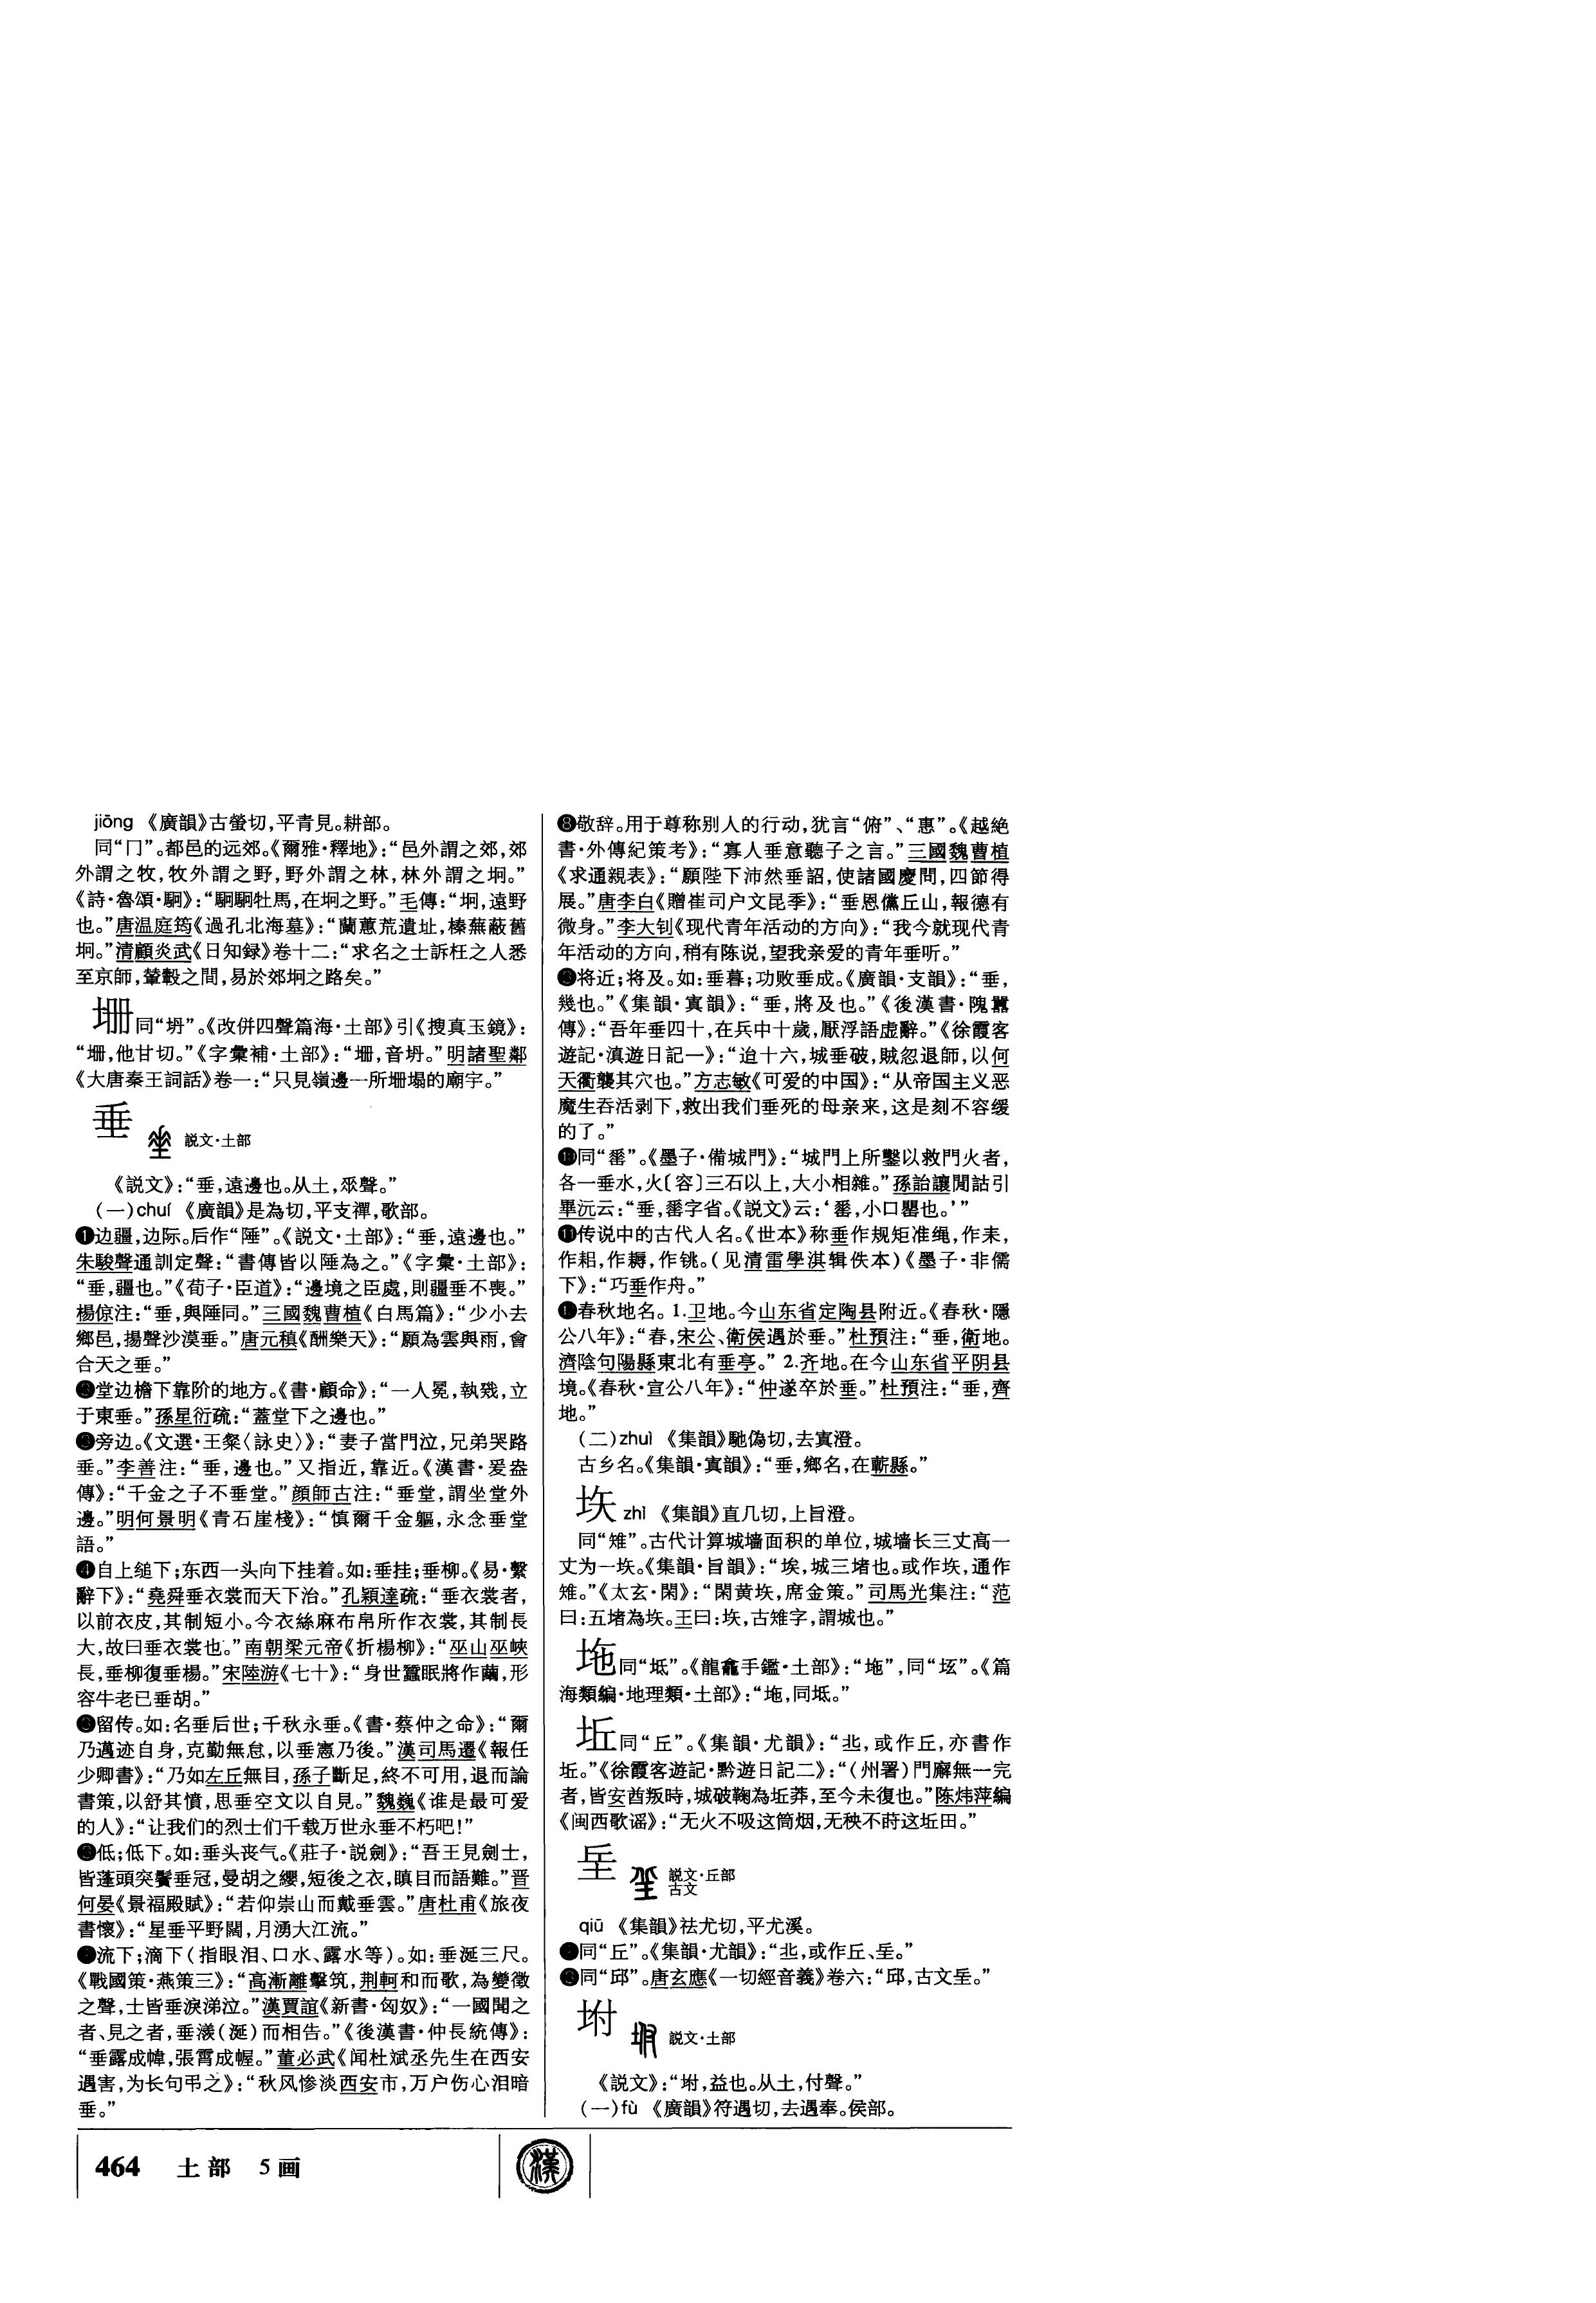 jiōng 《廣韻》古螢切,平青見。耕部。
同“冂”。都邑的远郊。《爾雅·釋地》:“邑外謂之郊,郊
外謂之牧,牧外謂之野,野外謂之林,林外謂之坰。”
《詩·魯頌·駉》:“駉駉牡馬,在坰之野。”毛傳:“坰,遠野
也。”唐温庭筠《過孔北海墓》:“蘭蕙荒遺址,榛蕪蔽舊
坰。”清顧炎武《日知録》卷十二:“求名之士訴枉之人悉
至京師,輦轂之間,易於郊坰之路矣。”
坩同“坍”。《改併四聲篇海·土部》引《搜真玉鏡》:
“坩,他甘切。”《字彙補·土部》:“坩,音坍。”明諸聖鄰
《大唐秦王詞話》卷一:“只見嶺邊一所坩塌的廟宇。”
垂 説文·土部
《説文》:“垂,遠邊也。从土,𠂹聲。”
(一)chuí 《廣韻》是為切,平支禪,歌部。
❶边疆,边际。后作“陲”。《説文·土部》:“垂,遠邊也。”
朱駿聲通訓定聲:“書傳皆以陲為之。”《字彙·土部》:
“垂,疆也。”《荀子·臣道》:“邊境之臣處,則疆垂不喪。”
楊倞注:“垂,與陲同。”三國魏曹植《白馬篇》:“少小去
鄉邑,揚聲沙漠垂。”唐元稹《酬樂天》:“願為雲與雨,會
合天之垂。”
❷堂边檐下靠阶的地方。《書·顧命》:“一人冕,執戣,立
于東垂。”孫星衍疏:“蓋堂下之邊也。”
❸旁边。《文選·王粲〈詠史〉》:“妻子當門泣,兄弟哭路
垂。”李善注:“垂,邊也。”又指近,靠近。《漢書·爰盎
傳》:“千金之子不垂堂。”顔師古注:“垂堂,謂坐堂外
邊。”明何景明《青石崖棧》:“慎爾千金軀,永念垂堂
語。”
❹自上缒下;东西一头向下挂着。如:垂挂;垂柳。《易·繫
辭下》:“堯舜垂衣裳而天下治。”孔穎達疏:“垂衣裳者,
以前衣皮,其制短小。今衣絲麻布帛所作衣裳,其制長
大,故曰垂衣裳也。”南朝梁元帝《折楊柳》:“巫山巫峽
長,垂柳復垂楊。”宋陸游《七十》:“身世蠶眠將作繭,形
容牛老已垂胡。”
❺留传。如:名垂后世;千秋永垂。《書·蔡仲之命》:“爾
乃邁迹自身,克勤無怠,以垂憲乃後。”漢司馬遷《報任
少卿書》:“乃如左丘無目,孫子斷足,終不可用,退而論
書策,以舒其憤,思垂空文以自見。”魏巍《谁是最可爱
的人》:“让我们的烈士们千载万世永垂不朽吧!”
❻低;低下。如:垂头丧气。《莊子·説劍》:“吾王見劍士,
皆蓬頭突鬢垂冠,曼胡之纓,短後之衣,瞋目而語難。”晋
何晏《景福殿賦》:“若仰崇山而戴垂雲。”唐杜甫《旅夜
書懷》:“星垂平野闊,月湧大江流。”
❼流下;滴下(指眼泪、口水、露水等)。如:垂涎三尺。
《戰國策·燕策三》:“高漸離擊筑,荆軻和而歌,為變徵
之聲,士皆垂淚涕泣。”漢賈誼《新書·匈奴》:“一國聞之
者、見之者,垂漾(涎)而相告。”《後漢書·仲長統傳》:
“垂露成幃,張霄成幄。”董必武《闻杜斌丞先生在西安
遇害,为长句弔之》:“秋风惨淡西安市,万户伤心泪暗
垂。”
❽敬辞。用于尊称别人的行动,犹言“俯”、“惠”。《越絶
書·外傳紀策考》:“寡人垂意聽子之言。”三國魏曹植
《求通親表》:“願陛下沛然垂詔,使諸國慶問,四節得
展。”唐李白《贈崔司户文昆季》:“垂恩儻丘山,報德有
微身。”李大钊《现代青年活动的方向》:“我今就现代青
年活动的方向,稍有陈说,望我亲爱的青年垂听。”
❾将近;将及。如:垂暮;功败垂成。《廣韻·支韻》:“垂,
幾也。”《集韻·寘韻》:“垂,將及也。”《後漢書·隗囂
傳》:“吾年垂四十,在兵中十歲,厭浮語虚辭。”《徐霞客
遊記·滇遊日記一》:“迨十六,城垂破,賊忽退師,以何
天衢襲其穴也。”方志敏《可爱的中国》:“从帝国主义恶
魔生吞活剥下,救出我们垂死的母亲来,这是刻不容缓
的了。”
❿同“𦉈”。《墨子·備城門》:“城門上所鑿以救門火者,
各一垂水,火〔容〕三石以上,大小相雜。”孫詒讓閒詁引
畢沅云:“垂,𦉈字省。《説文》云:‘𦉈,小口罌也。’”
⓫传说中的古代人名。《世本》称垂作规矩准绳,作耒,
作耜,作耨,作铫。(见清雷學淇辑佚本)《墨子·非儒
下》:“巧垂作舟。”
⓬春秋地名。1.卫地。今山东省定陶县附近。《春秋·隱
公八年》:“春,宋公、衛侯遇於垂。”杜預注:“垂,衛地。
濟陰句陽縣東北有垂亭。” 2.齐地。在今山东省平阴县
境。《春秋·宣公八年》:“仲遂卒於垂。”杜預注:“垂,齊
地。”
(二)zhuì 《集韻》馳偽切,去寘澄。
古乡名。《集韻·寘韻》:“垂,鄉名,在蘄縣。”
垁 zhì 《集韻》直几切,上旨澄。
同“雉”。古代计算城墙面积的单位,城墙长三丈高一
丈为一垁。《集韻·旨韻》:“垁,城三堵也。或作垁,通作
雉。”《太玄·閑》:“閑黄垁,席金策。”司馬光集注:“范
曰:五堵為垁。王曰:垁,古雉字,謂城也。”
𡊃同“坻”。《龍龕手鑑·土部》:“𡊃”,同“坻”。《篇
海類編·地理類·土部》:“𡊃,同坻。”
坵同“丘”。《集韻·尤韻》:“丠,或作丘,亦書作
坵。”《徐霞客遊記·黔遊日記二》:“(州署)門廨無一完
者,皆安酋叛時,城破鞠為坵莽,至今未復也。”陈炜萍编
《闽西歌谣》:“无火不吸这筒烟,无秧不莳这坵田。”
坖 説文·丘部
古文
qiū 《集韻》祛尤切,平尤溪。
❶同“丘”。《集韻·尤韻》:“丠,或作丘、坖。”
❷同“邱”。唐玄應《一切經音義》卷六:“邱,古文坖。”
坿 説文·土部
《説文》:“坿,益也。从土,付聲。”
(一)fù 《廣韻》符遇切,去遇奉。侯部。
464 土部 5画
漢